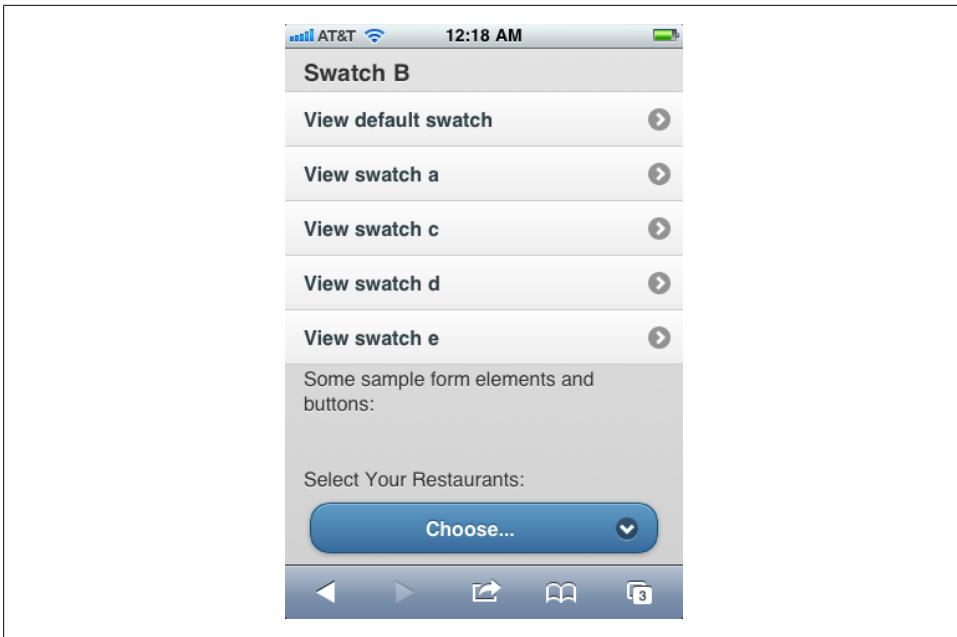 AT&T 12:18 AM
Swatch B
View default swatch
View swatch a
View swatch c
View swatch d
View swatch e
Some sample form elements and
buttons:
Select Your Restaurants:
Choose...
3